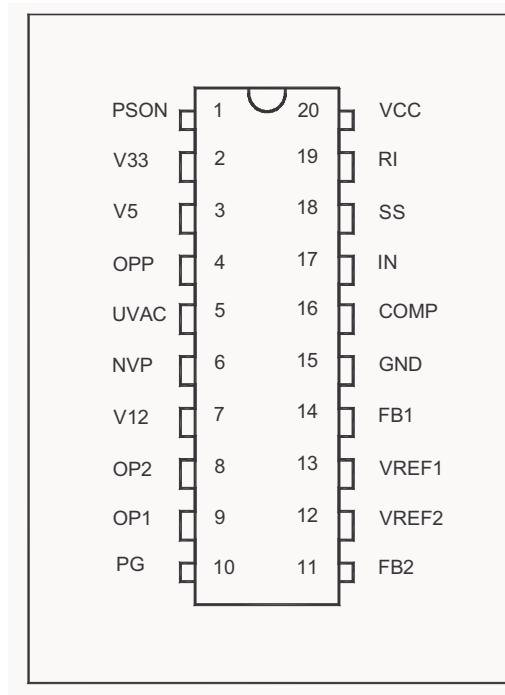 PSON 1 20 VCC
V33 2 19 RI
V5 3 18 SS
OPP 4 17 IN
UVAC 5 16 COMP
NVP 6 15 GND
V12 7 14 FB1
OP2 8 13 VREF1
OP1 9 12 VREF2
PG 10 11 FB2